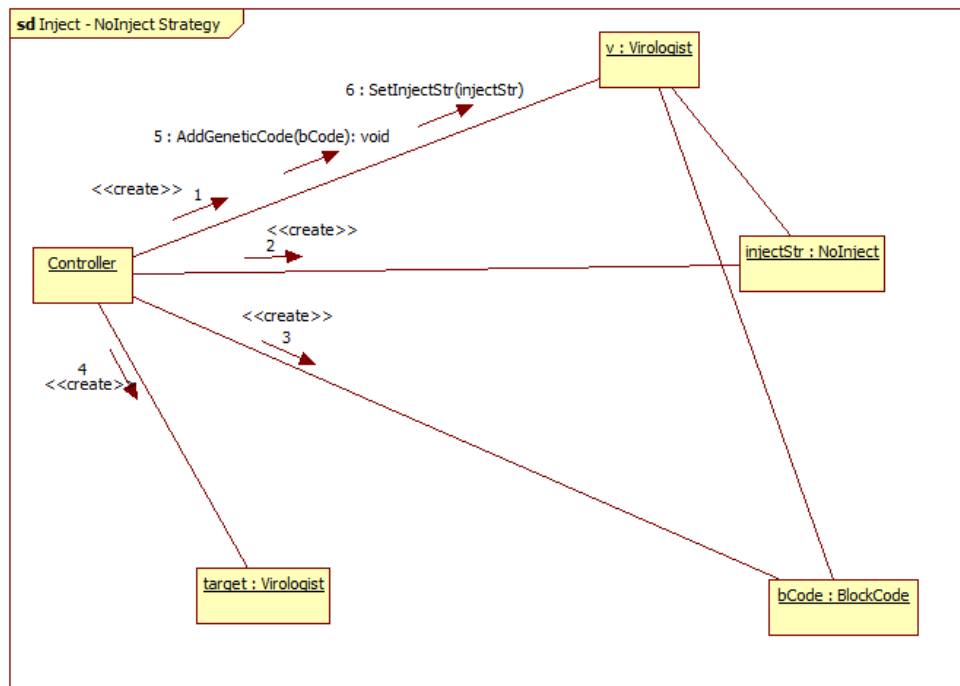 sd Inject - NoInject Strategy
v : Virologist
6 : SetInjectStr(injectStr)
5 : AddGeneticCode(bCode): void
<<create>>
1
<<create>>
2
Controller
injectStr : NoInject
<<create>>
3
4
<<create>>
target : Virologist
bCode : BlockCode